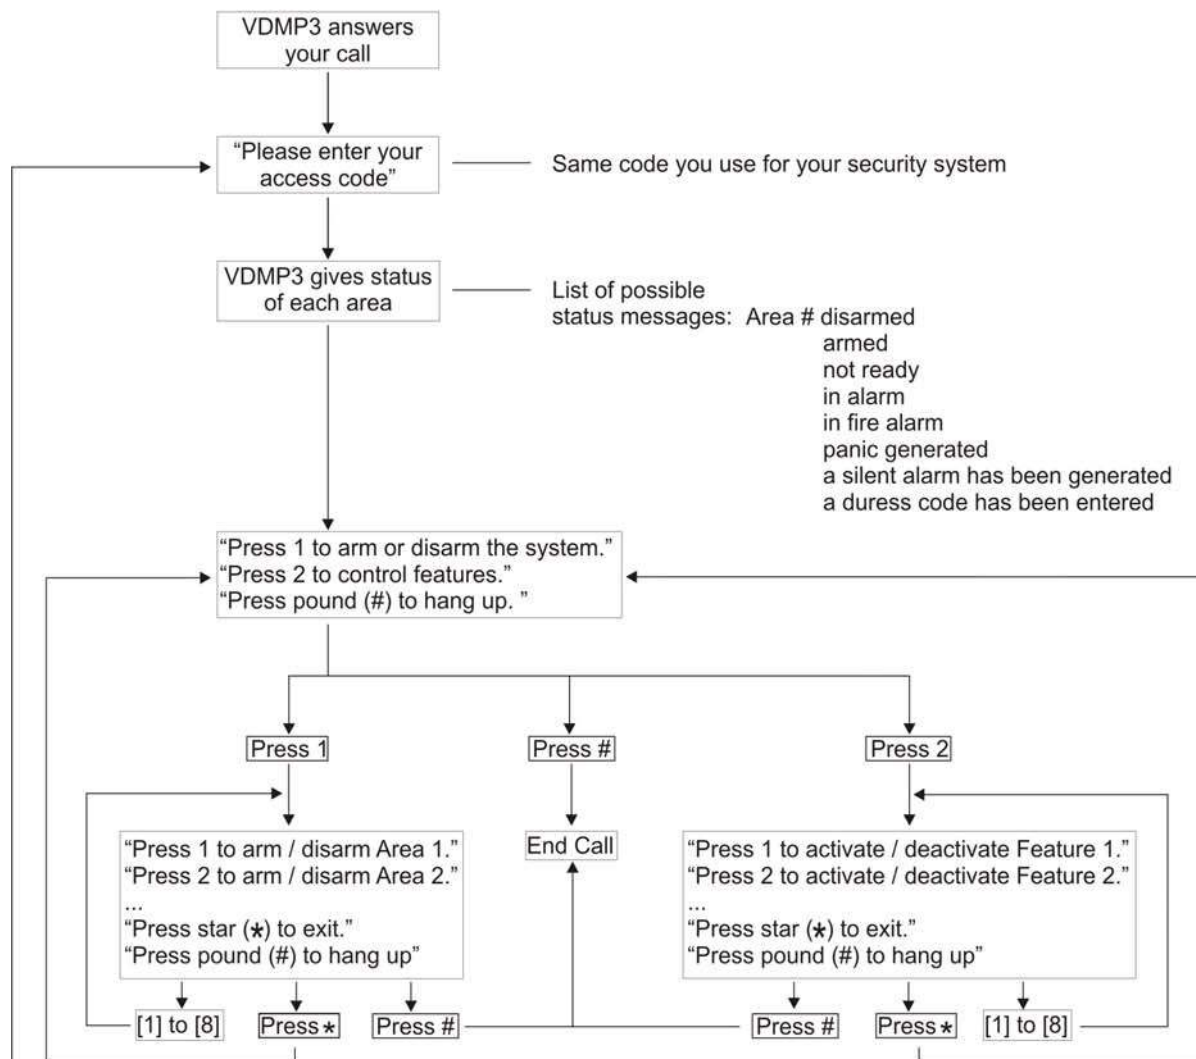 VDMP3 answers
your call
“Please enter your
access code”
Same code you use for your security system
VDMP3 gives status
of each area
List of possible
status messages: Area # disarmed
armed
not ready
in alarm
in fire alarm
panic generated
a silent alarm has been generated
a duress code has been entered
“Press 1 to arm or disarm the system.”
“Press 2 to control features.”
“Press pound (#) to hang up. ”
Press 1
Press #
Press 2
“Press 1 to arm / disarm Area 1.”
“Press 2 to arm / disarm Area 2.”
...
“Press star (*) to exit.”
“Press pound (#) to hang up”
End Call
“Press 1 to activate / deactivate Feature 1.”
“Press 2 to activate / deactivate Feature 2.”
...
“Press star (*) to exit.”
“Press pound (#) to hang up”
[1] to [8]
Press *
Press #
Press #
Press *
[1] to [8]